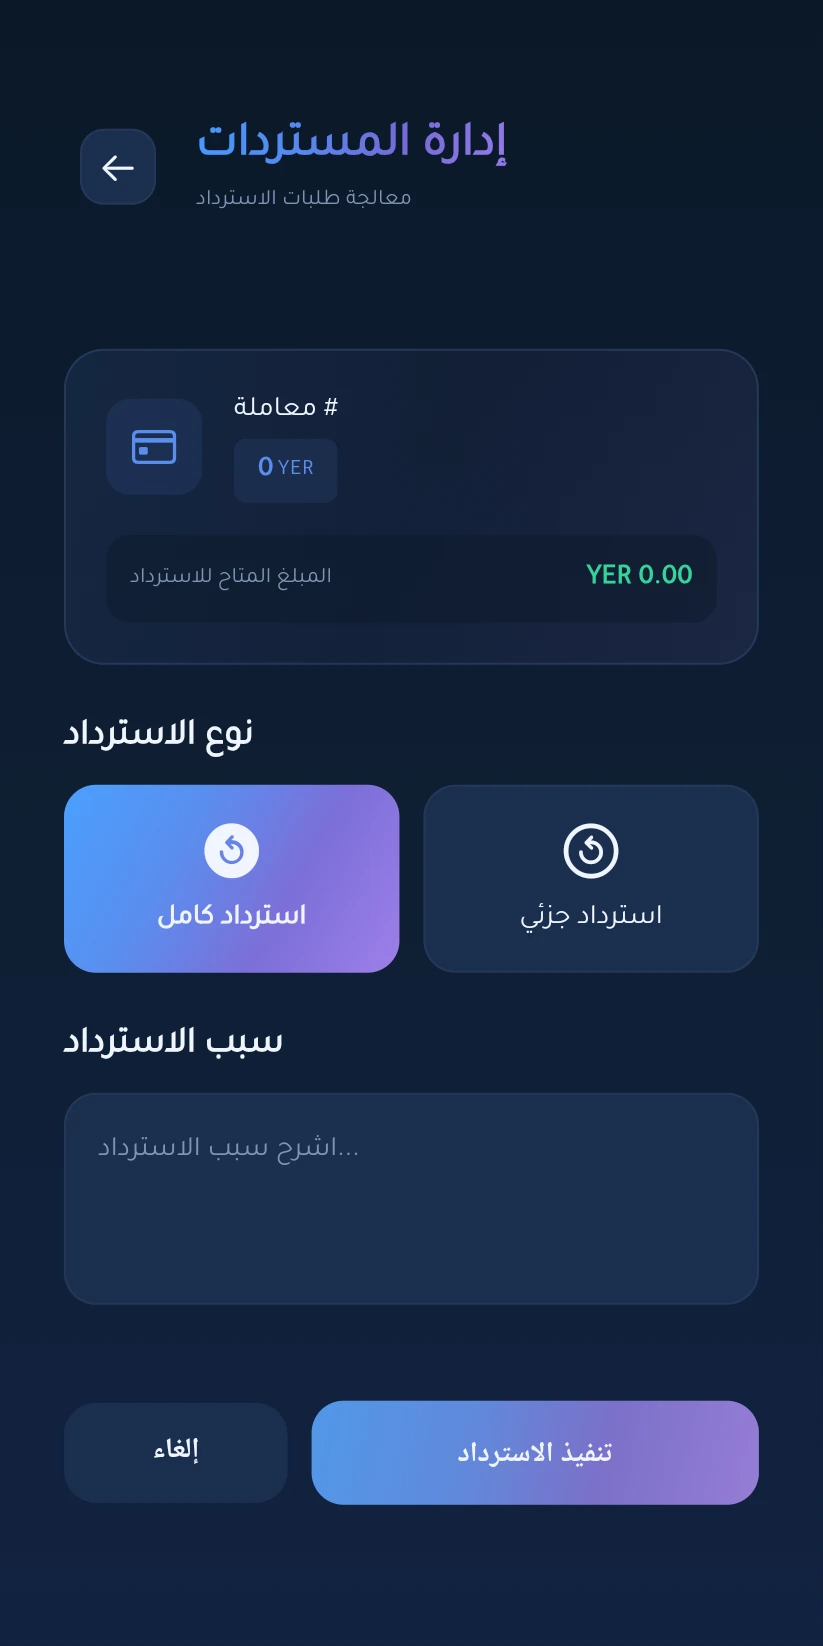 إدارة المستردات
معالجة طلبات الاسترداد
معاملة #
0 YER
المبلغ المتاح للاسترداد
YER 0.00
نوع الاسترداد
استرداد كامل
استرداد جزئي
سبب الاسترداد
اشرح سبب الاسترداد...
إلغاء
تنفيذ الاسترداد